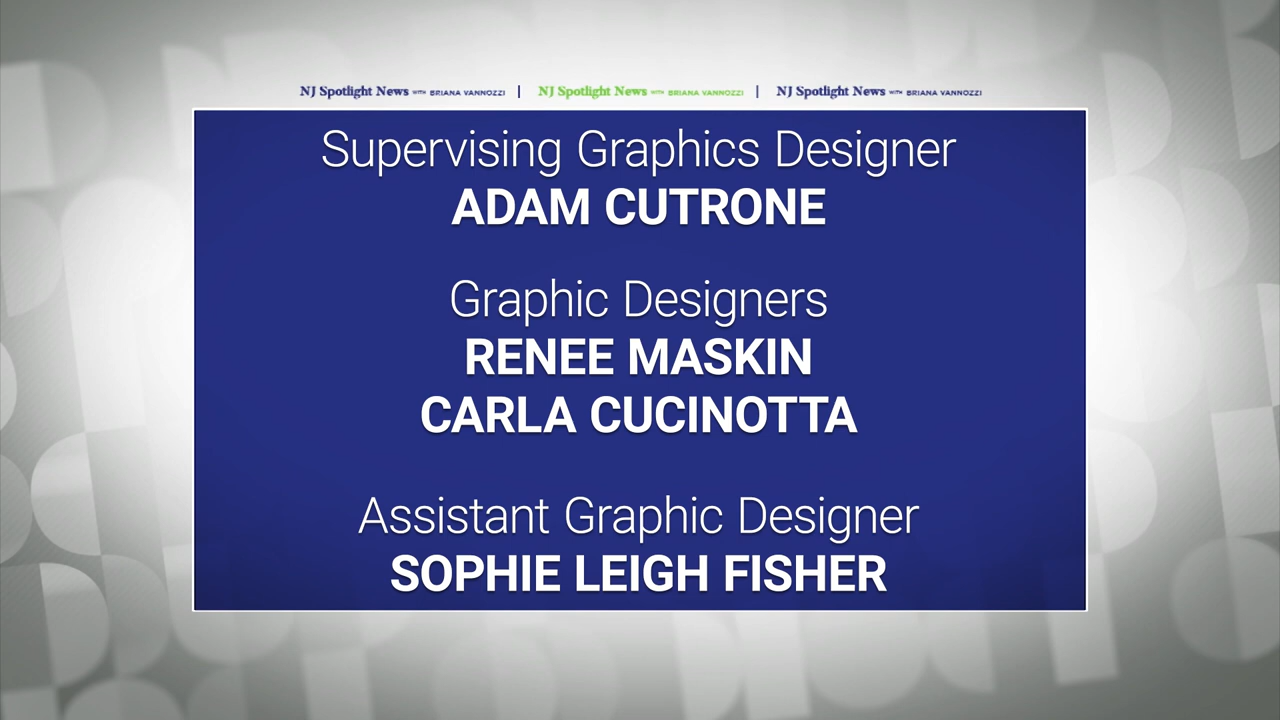 NJ Spotlight News WITH BRIANA VANNOZZI | NJ Spotlight News WITH BRIANA VANNOZZI | NJ Spotlight News WITH BRIANA VANNOZZI
Supervising Graphics Designer
ADAM CUTRONE
Graphic Designers
RENEE MASKIN
CARLA CUCINOTTA
Assistant Graphic Designer
SOPHIE LEIGH FISHER